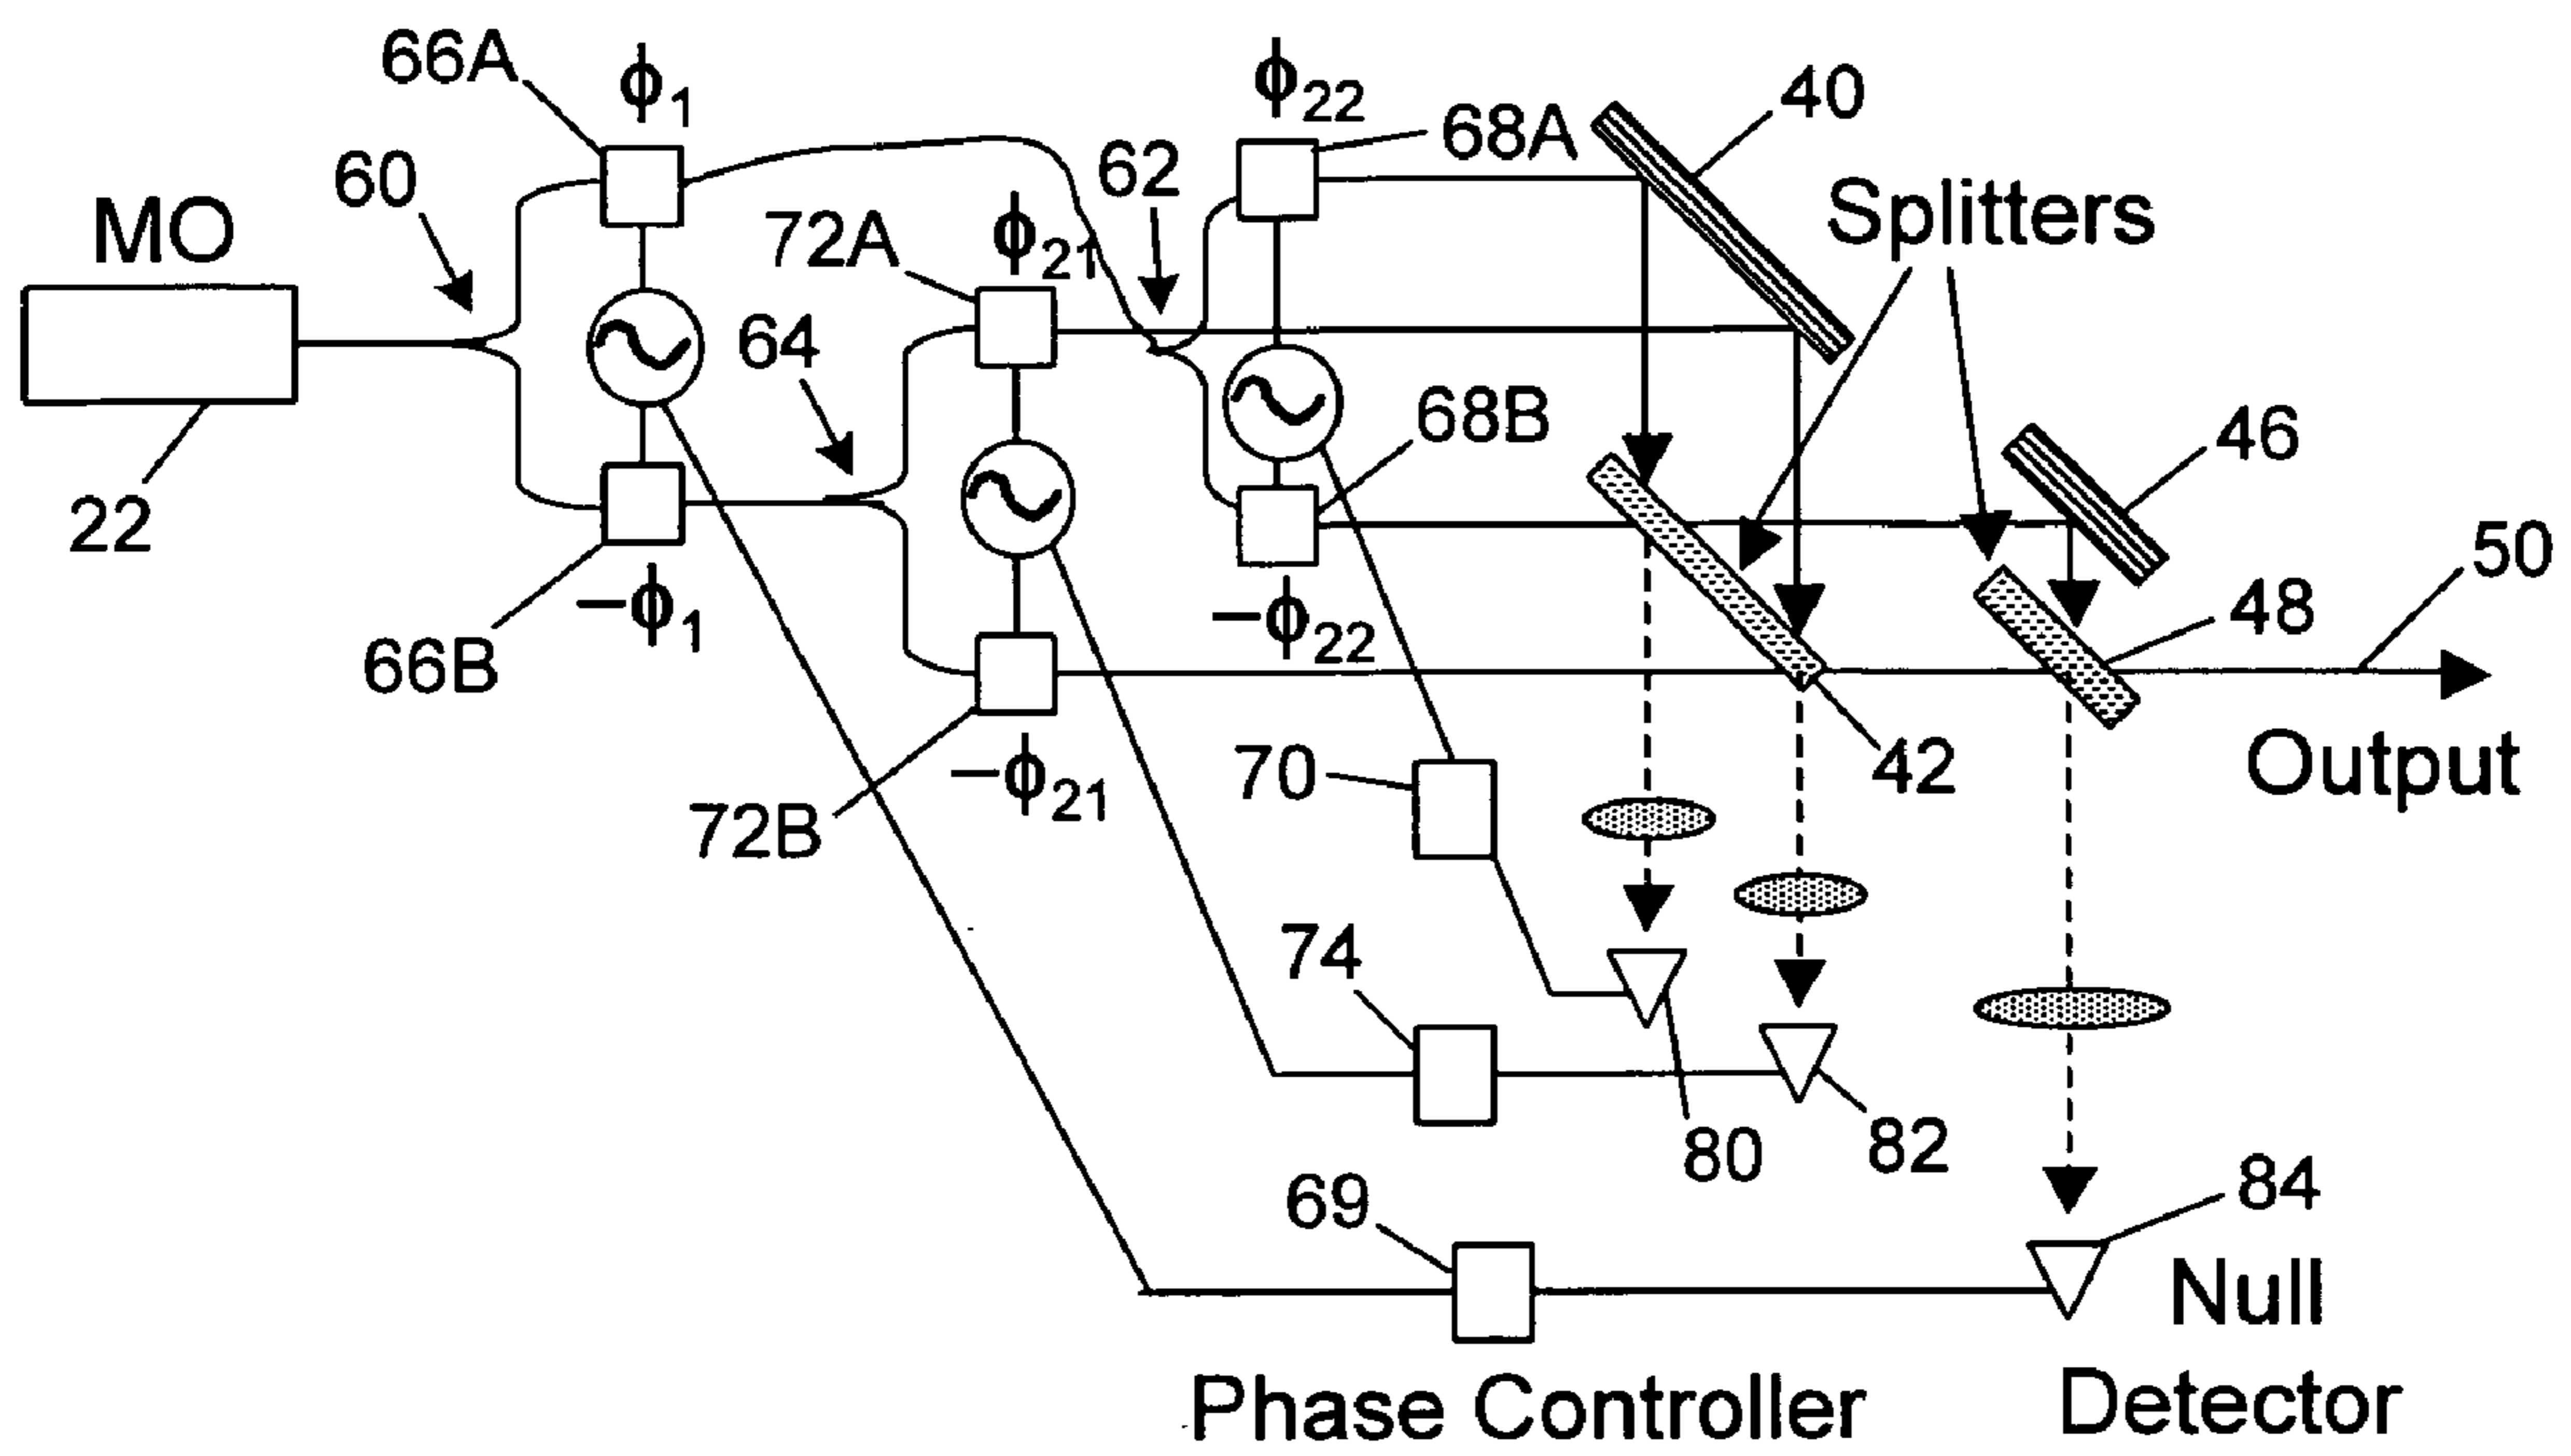 66A
ϕ1
ϕ22
68A
40
60
62
MO
72A
ϕ21
Splitters
64
68B
46
22
66B
−ϕ1
−ϕ22
48
50
72B
−ϕ21
70
42
Output
74
80
82
69
84
Null
Detector
Phase Controller